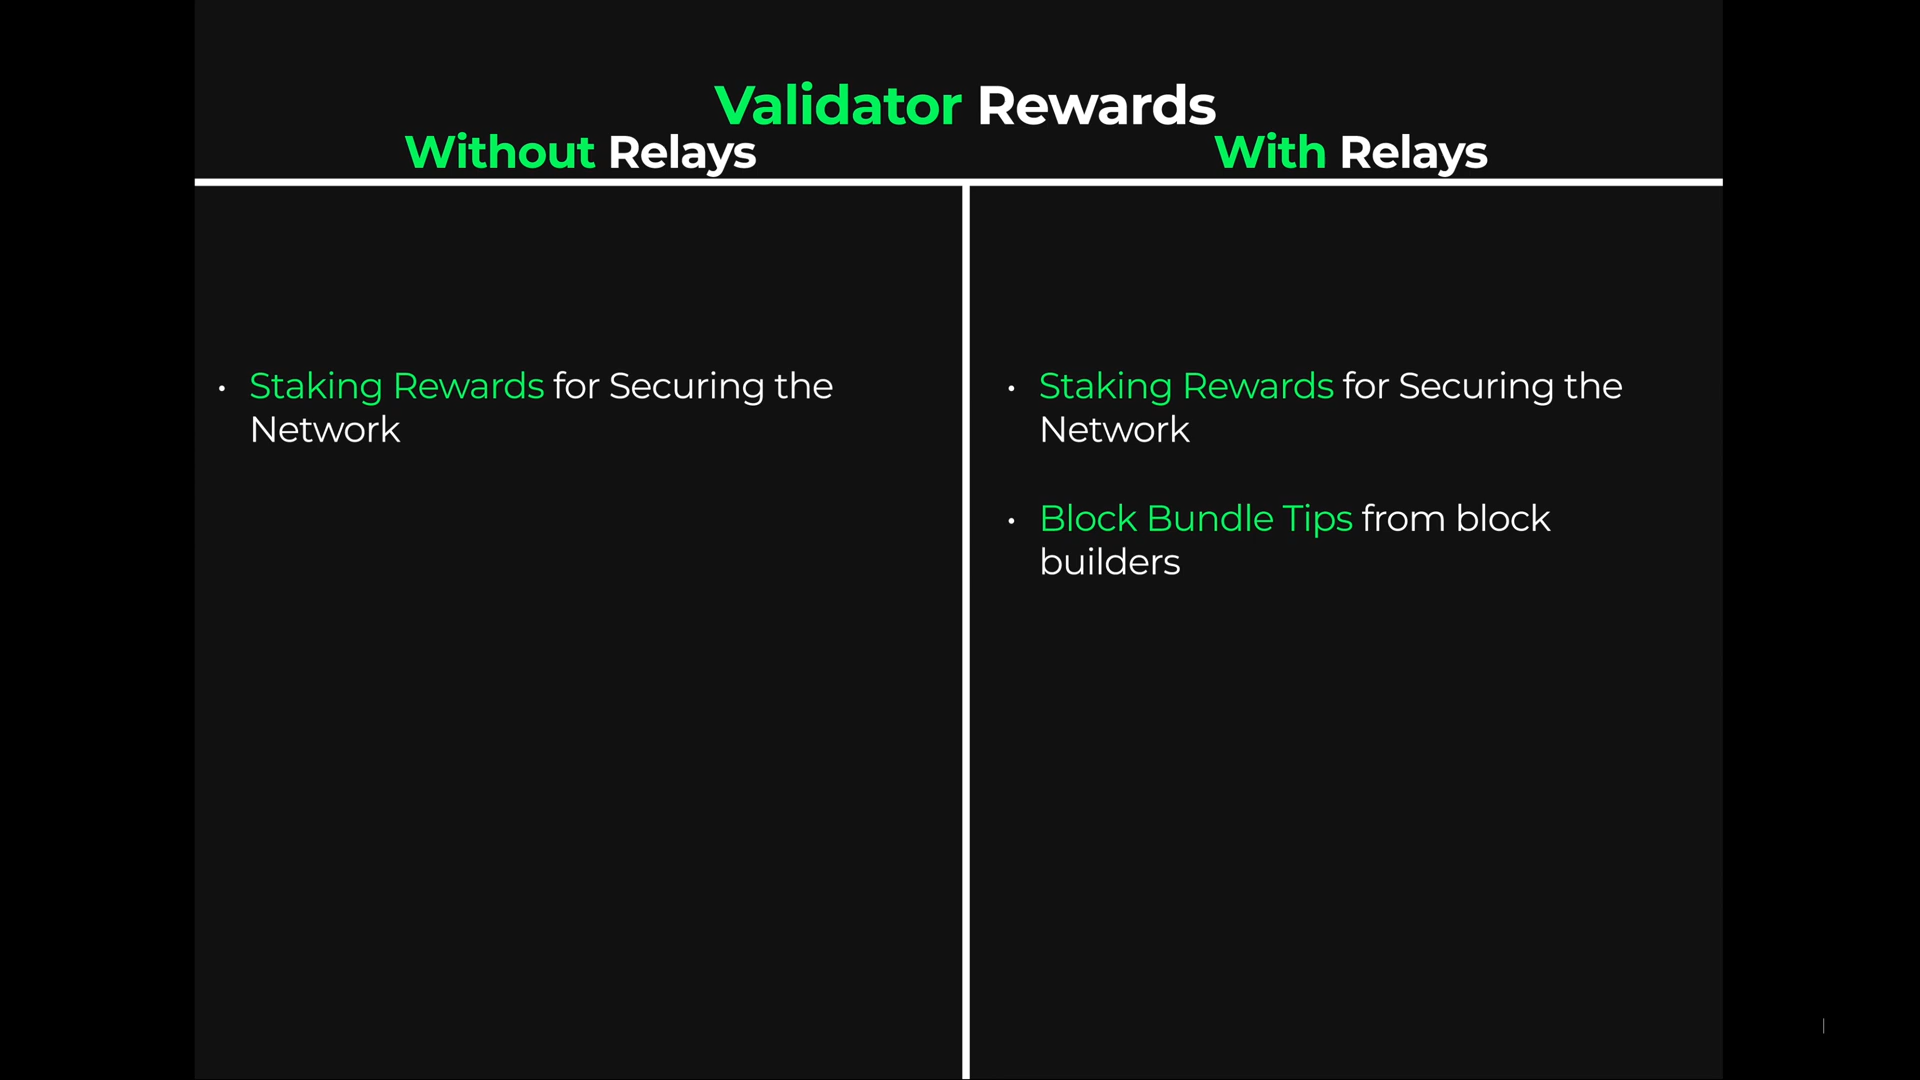 Validator Rewards
Without Relays
With Relays
• Staking Rewards for Securing the
Network
• Staking Rewards for Securing the
Network
• Block Bundle Tips from block
builders